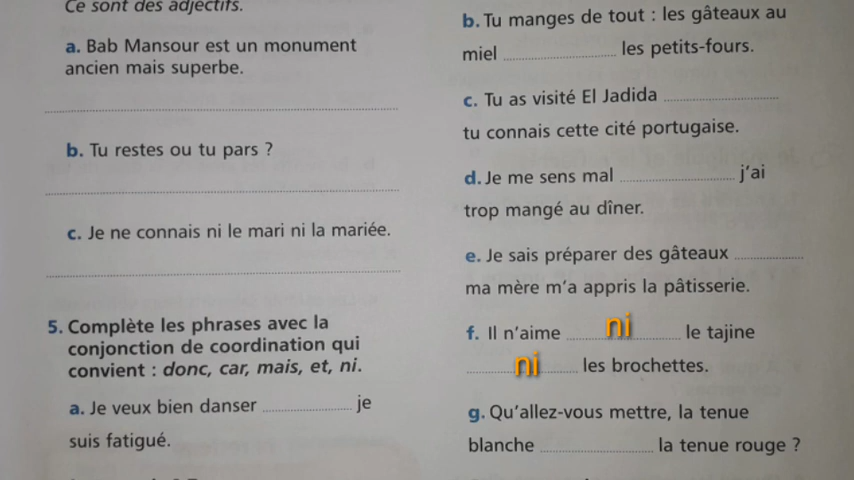 Ce sont des adjectifs.
a. Bab Mansour est un monument
ancien mais superbe.
b. Tu restes ou tu pars ?
c. Je ne connais ni le mari ni la mariée.
5. Complète les phrases avec la
conjonction de coordination qui
convient : donc, car, mais, et, ni.
a. Je veux bien danser je
suis fatigué.
b. Tu manges de tout : les gâteaux au
miel les petits-fours.
c. Tu as visité El Jadida
tu connais cette cité portugaise.
d. Je me sens mal j'ai
trop mangé au dîner.
e. Je sais préparer des gâteaux
ma mère m'a appris la pâtisserie.
f. Il n'aime ni le tajine
ni les brochettes.
g. Qu'allez-vous mettre, la tenue
blanche la tenue rouge ?